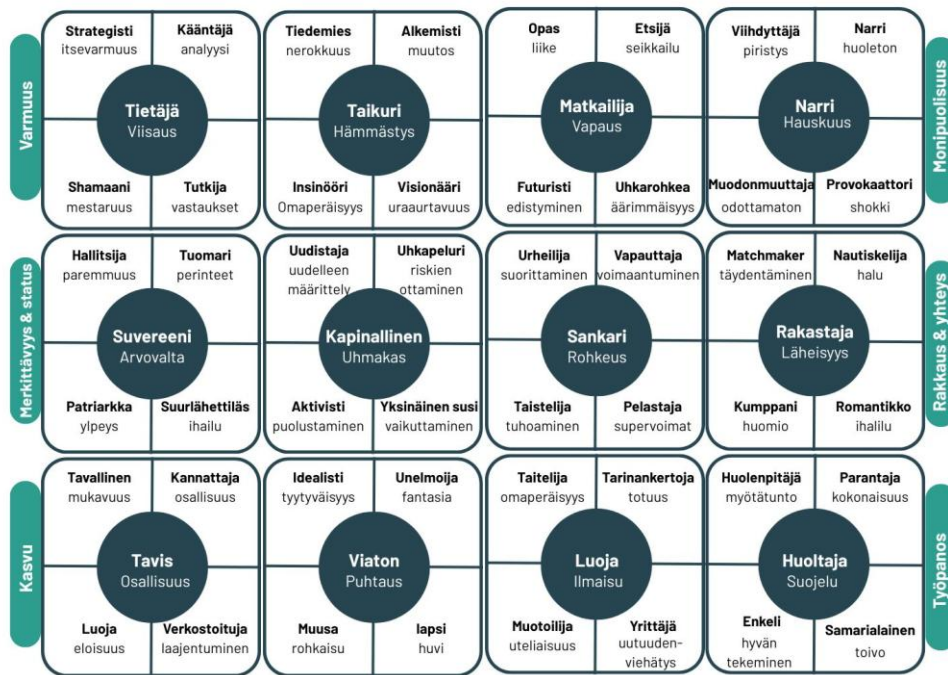 Varmuus
Strategisti
itsevarmuus
Kääntäjä
analyysi
Tietäjä
Viisaus
Shamaani
mestaruus
Tutkija
vastaukset
Tiedemies
nerokkuus
Alkemisti
muutos
Taikuri
Hämmästys
Insinööri
Omaperäisyys
Visionääri
uraaurtavuus
Opas
liike
Etsijä
seikkailu
Matkailija
Vapaus
Futuristi
edistyminen
Uhkarohkea
äärimmäisyys
Viihdyttäjä
piristys
Narri
huoleton
Narri
Hauskuus
Muodonmuuttaja
odottamaton
Provokaattori
shokki
Monipuolisuus
Merkittävyys & status
Hallitsija
paremmuus
Tuomari
perinteet
Suvereeni
Arvovalta
Patriarkka
ylpeys
Suurlähettiläs
ihailu
Uudistaja
uudelleen
määrittely
Uhkapeluri
riskien
ottaminen
Kapinallinen
Uhmakas
Aktivisti
puolustaminen
Yksinäinen susi
vaikuttaminen
Urheilija
suorittaminen
Vapauttaja
voimaantuminen
Sankari
Rohkeus
Taistelija
tuhoaminen
Pelastaja
supervoimat
Matchmaker
täydentäminen
Nautiskelija
halu
Rakastaja
Läheisyys
Kumppani
huomio
Romantikko
ihalilu
Rakkaus & yhteys
Kasvu
Tavallinen
mukavuus
Kannattaja
osallisuus
Tavis
Osallisuus
Luoja
eloisuus
Verkostoituja
laajentuminen
Idealisti
tyytyväisyys
Unelmoija
fantasia
Viaton
Puhtaus
Muusa
rohkaisu
lapsi
huvi
Taitelija
omaperäisyys
Tarinankertoja
totuus
Luoja
Ilmaisu
Muotoilija
uteliaisuus
Yrittäjä
uutuuden-
viehätys
Huolenpitäjä
myötätunto
Parantaja
kokonaisuus
Huoltaja
Suojelu
Enkeli
hyvän
tekeminen
Samarialainen
toivo
Työpanos